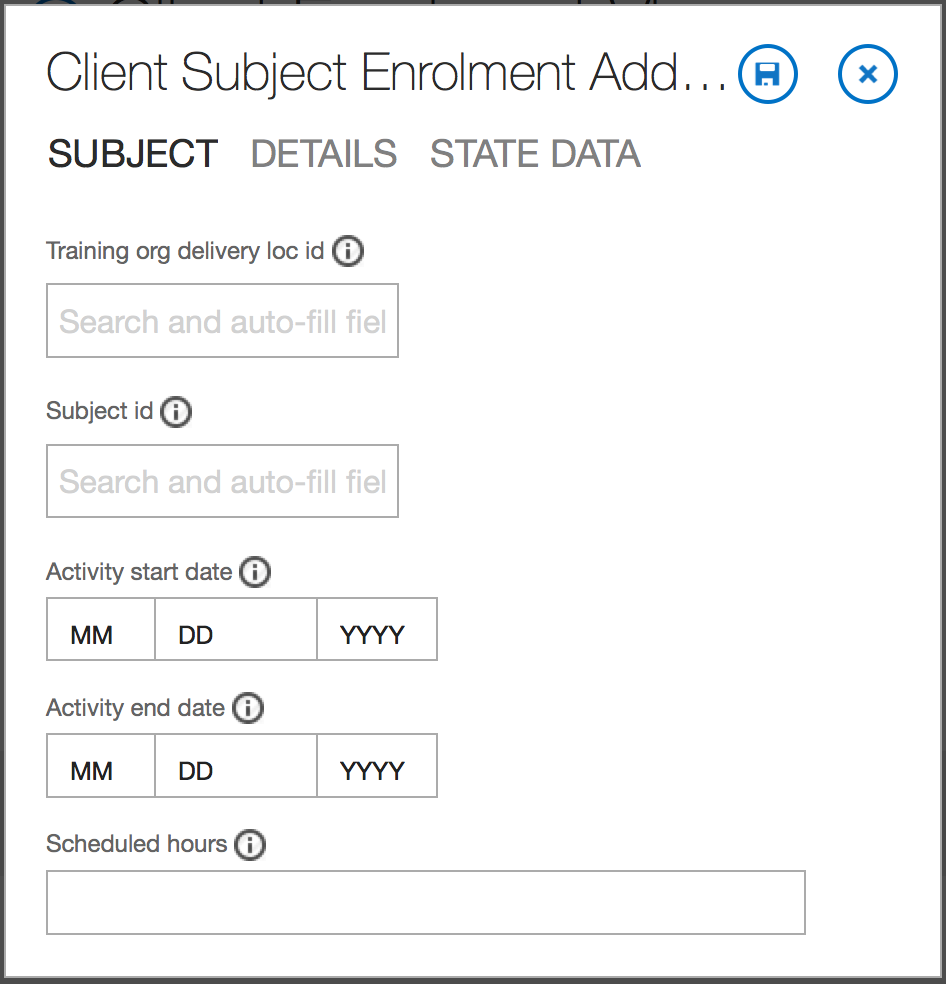 Client Subject Enrolment Add...
SUBJECT DETAILS STATE DATA
Training org delivery loc id
Search and auto-fill fiel
Subject id
Search and auto-fill fiel
Activity start date
MM DD YYYY
Activity end date
MM DD YYYY
Scheduled hours